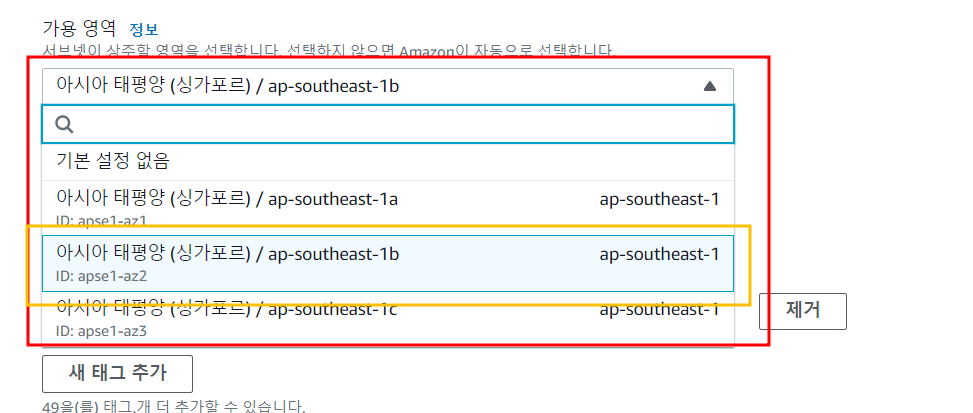 가용 영역 정보
서브넷이 상주할 영역을 선택합니다. 선택하지 않으면 Amazon이 자동으로 선택합니다.
아시아 태평양 (싱가포르) / ap-southeast-1b
기본 설정 없음
아시아 태평양 (싱가포르) / ap-southeast-1a ap-southeast-1
ID: apse1-az1
아시아 태평양 (싱가포르) / ap-southeast-1b ap-southeast-1
ID: apse1-az2
아시아 태평양 (싱가포르) / ap-southeast-1c ap-southeast-1
ID: apse1-az3
제거
새 태그 추가
49을(를) 태그.개 더 추가할 수 있습니다.